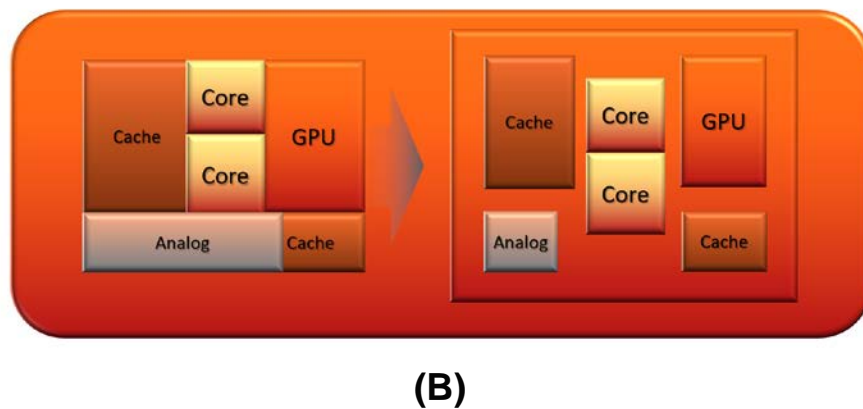 Core
Cache
GPU
Core
Analog
Cache
Cache
Core
GPU
Core
Analog
Cache
(B)